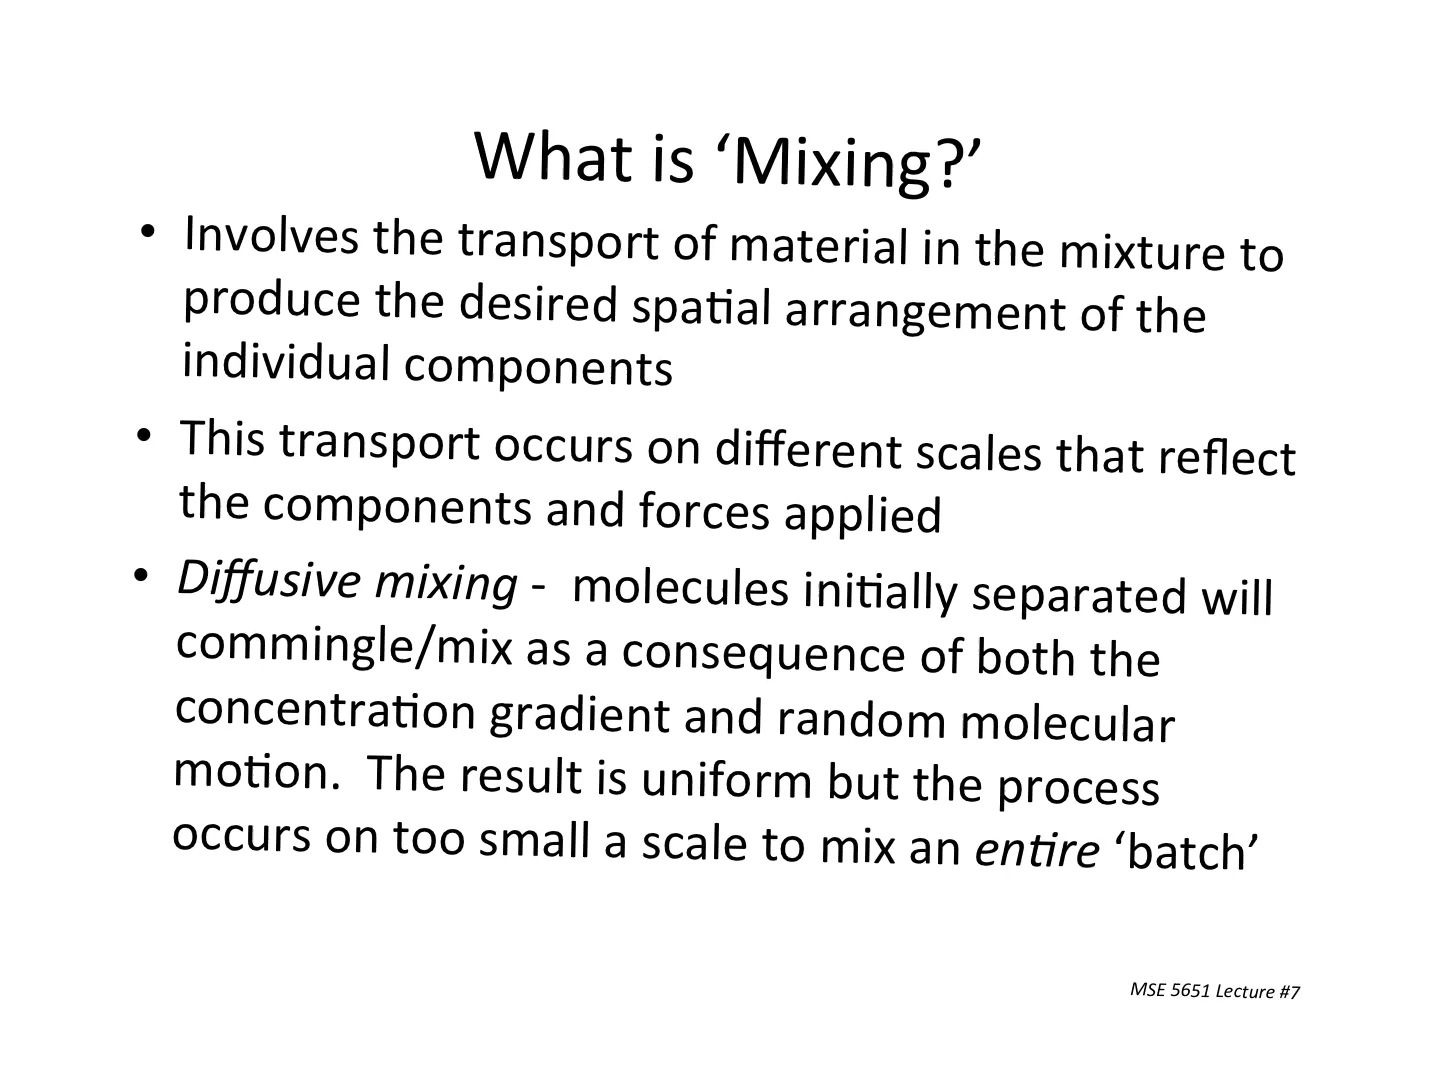 What is ‘Mixing?’
• Involves the transport of material in the mixture to
produce the desired spatial arrangement of the
individual components
• This transport occurs on different scales that reflect
the components and forces applied
• Diffusive mixing -  molecules initially separated will
commingle/mix as a consequence of both the
concentration gradient and random molecular
motion.  The result is uniform but the process
occurs on too small a scale to mix an entire ‘batch’
MSE 5651 Lecture #7